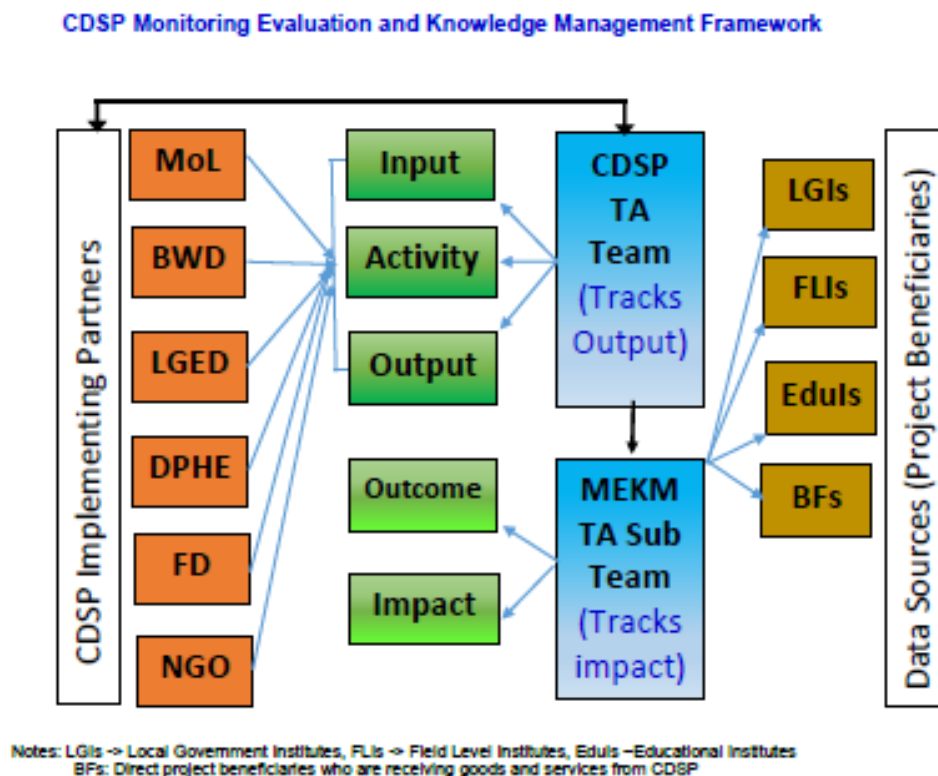 CDSP Monitoring Evaluation and Knowledge Management Framework
CDSP Implementing Partners
MoL
BWD
LGED
DPHE
FD
NGO
Input
Activity
Output
Outcome
Impact
CDSP
TA
Team
(Tracks
Output)
MEKM
TA Sub
Team
(Tracks
impact)
LGIs
FLIs
EduIs
BFs
Data Sources (Project Beneficiaries)
Notes: LGIs -> Local Government Institutes, FLIs -> Field Level Institutes, EduIs –Educational Institutes
BFs: Direct project beneficiaries who are receiving goods and services from CDSP